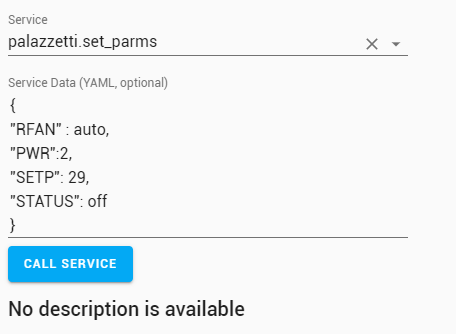 Service
palazzetti.set_parms
Service Data (YAML, optional)
{
"RFAN" : auto,
"PWR":2,
"SETP": 29,
"STATUS": off
}
CALL SERVICE
No description is available